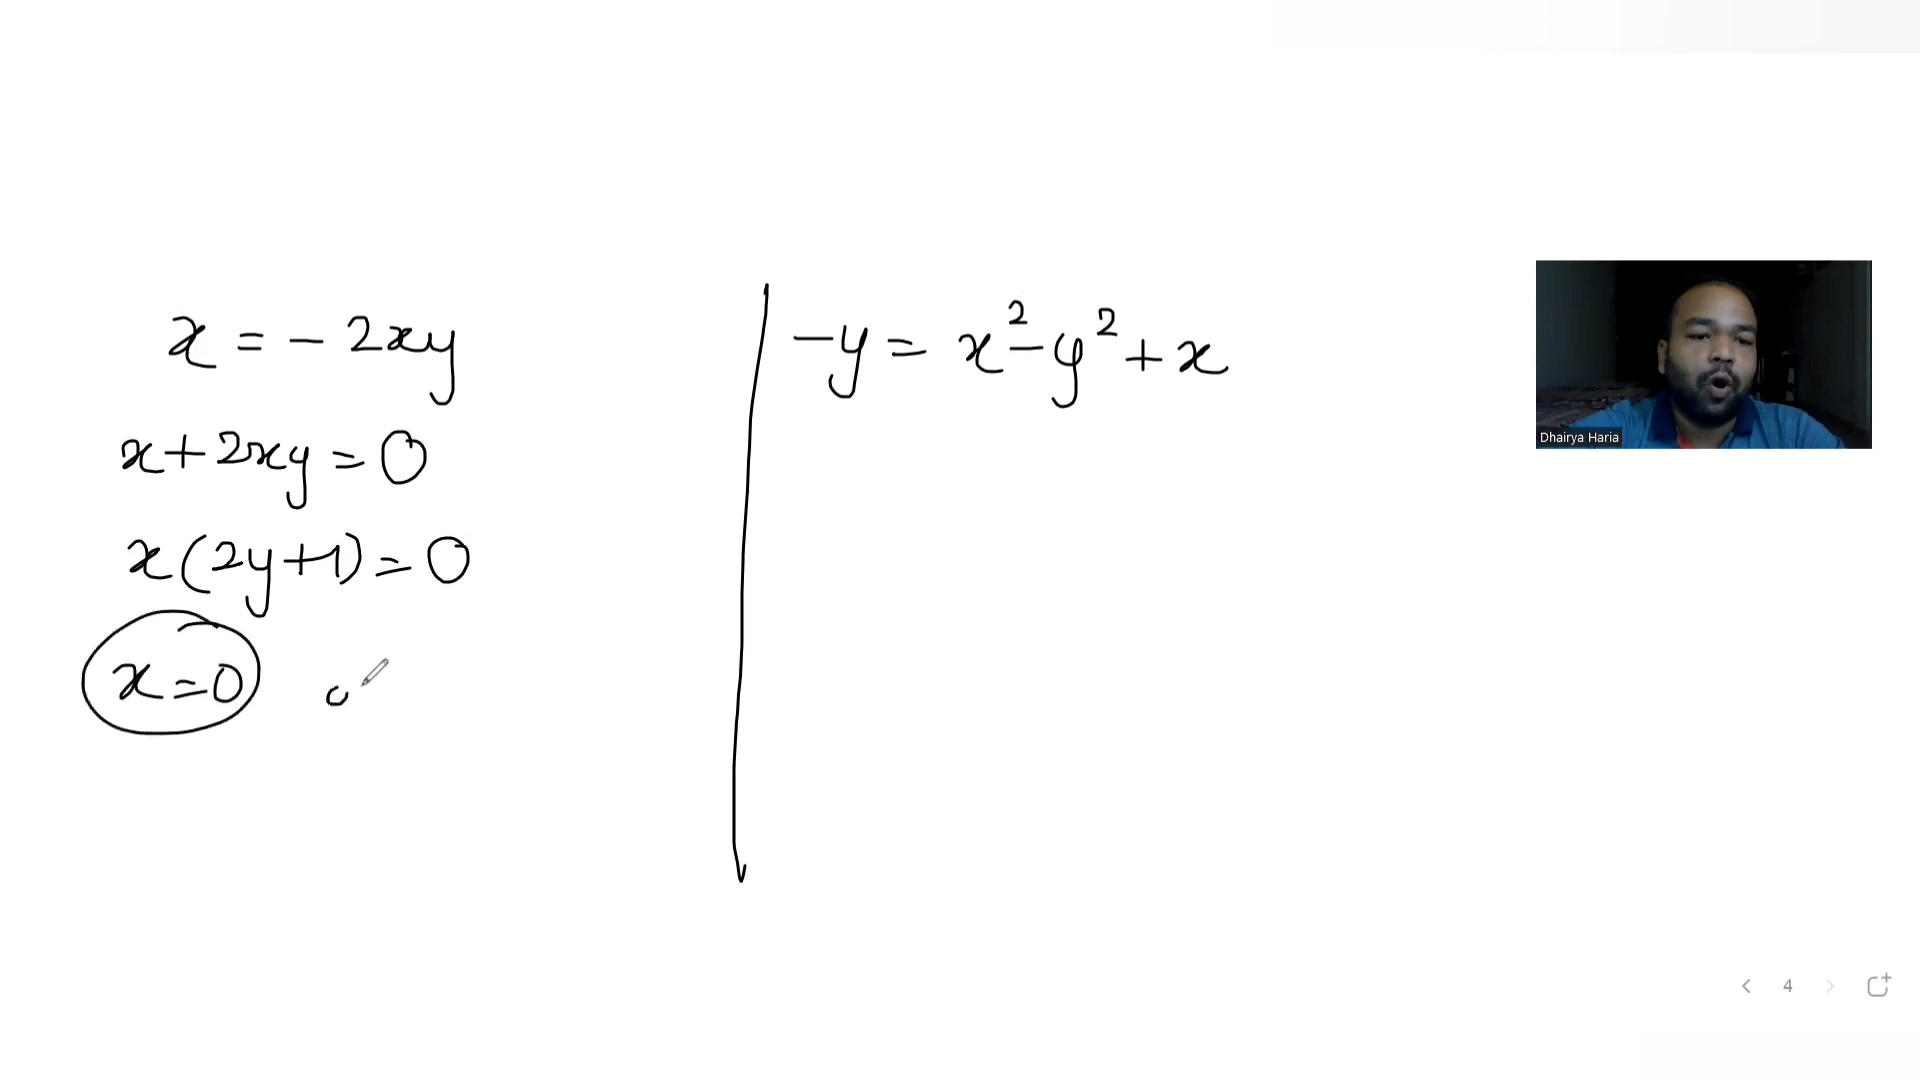 x = - 2xy
x+2xy=0
x(2y+1)=0
x=0 o
-y= x²-y²+x
Dhairya Haria
4